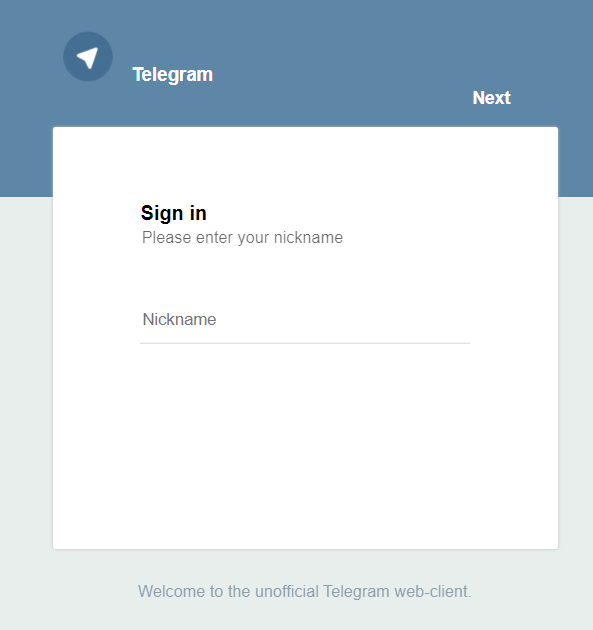 Telegram
Next
Sign in
Please enter your nickname
Nickname
Welcome to the unofficial Telegram web-client.